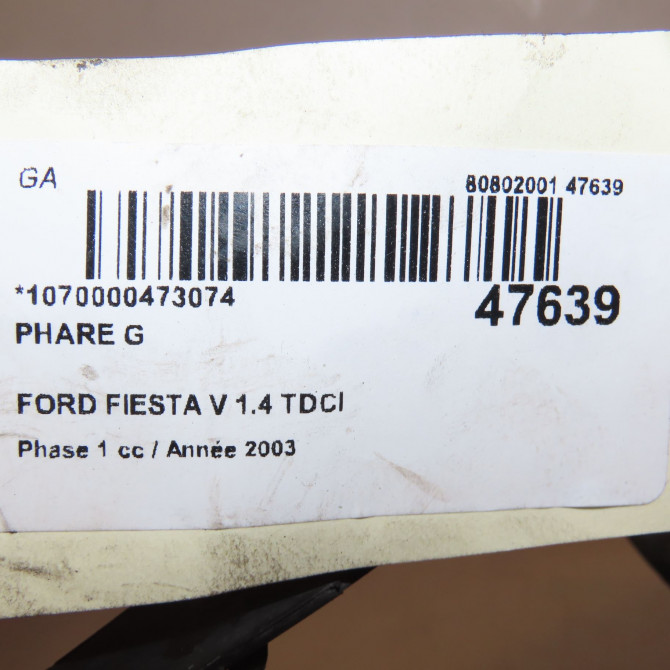 GA
80802001 47639
*1070000473074
47639
PHARE G
FORD FIESTA V 1.4 TDCI
Phase 1 cc / Année 2003